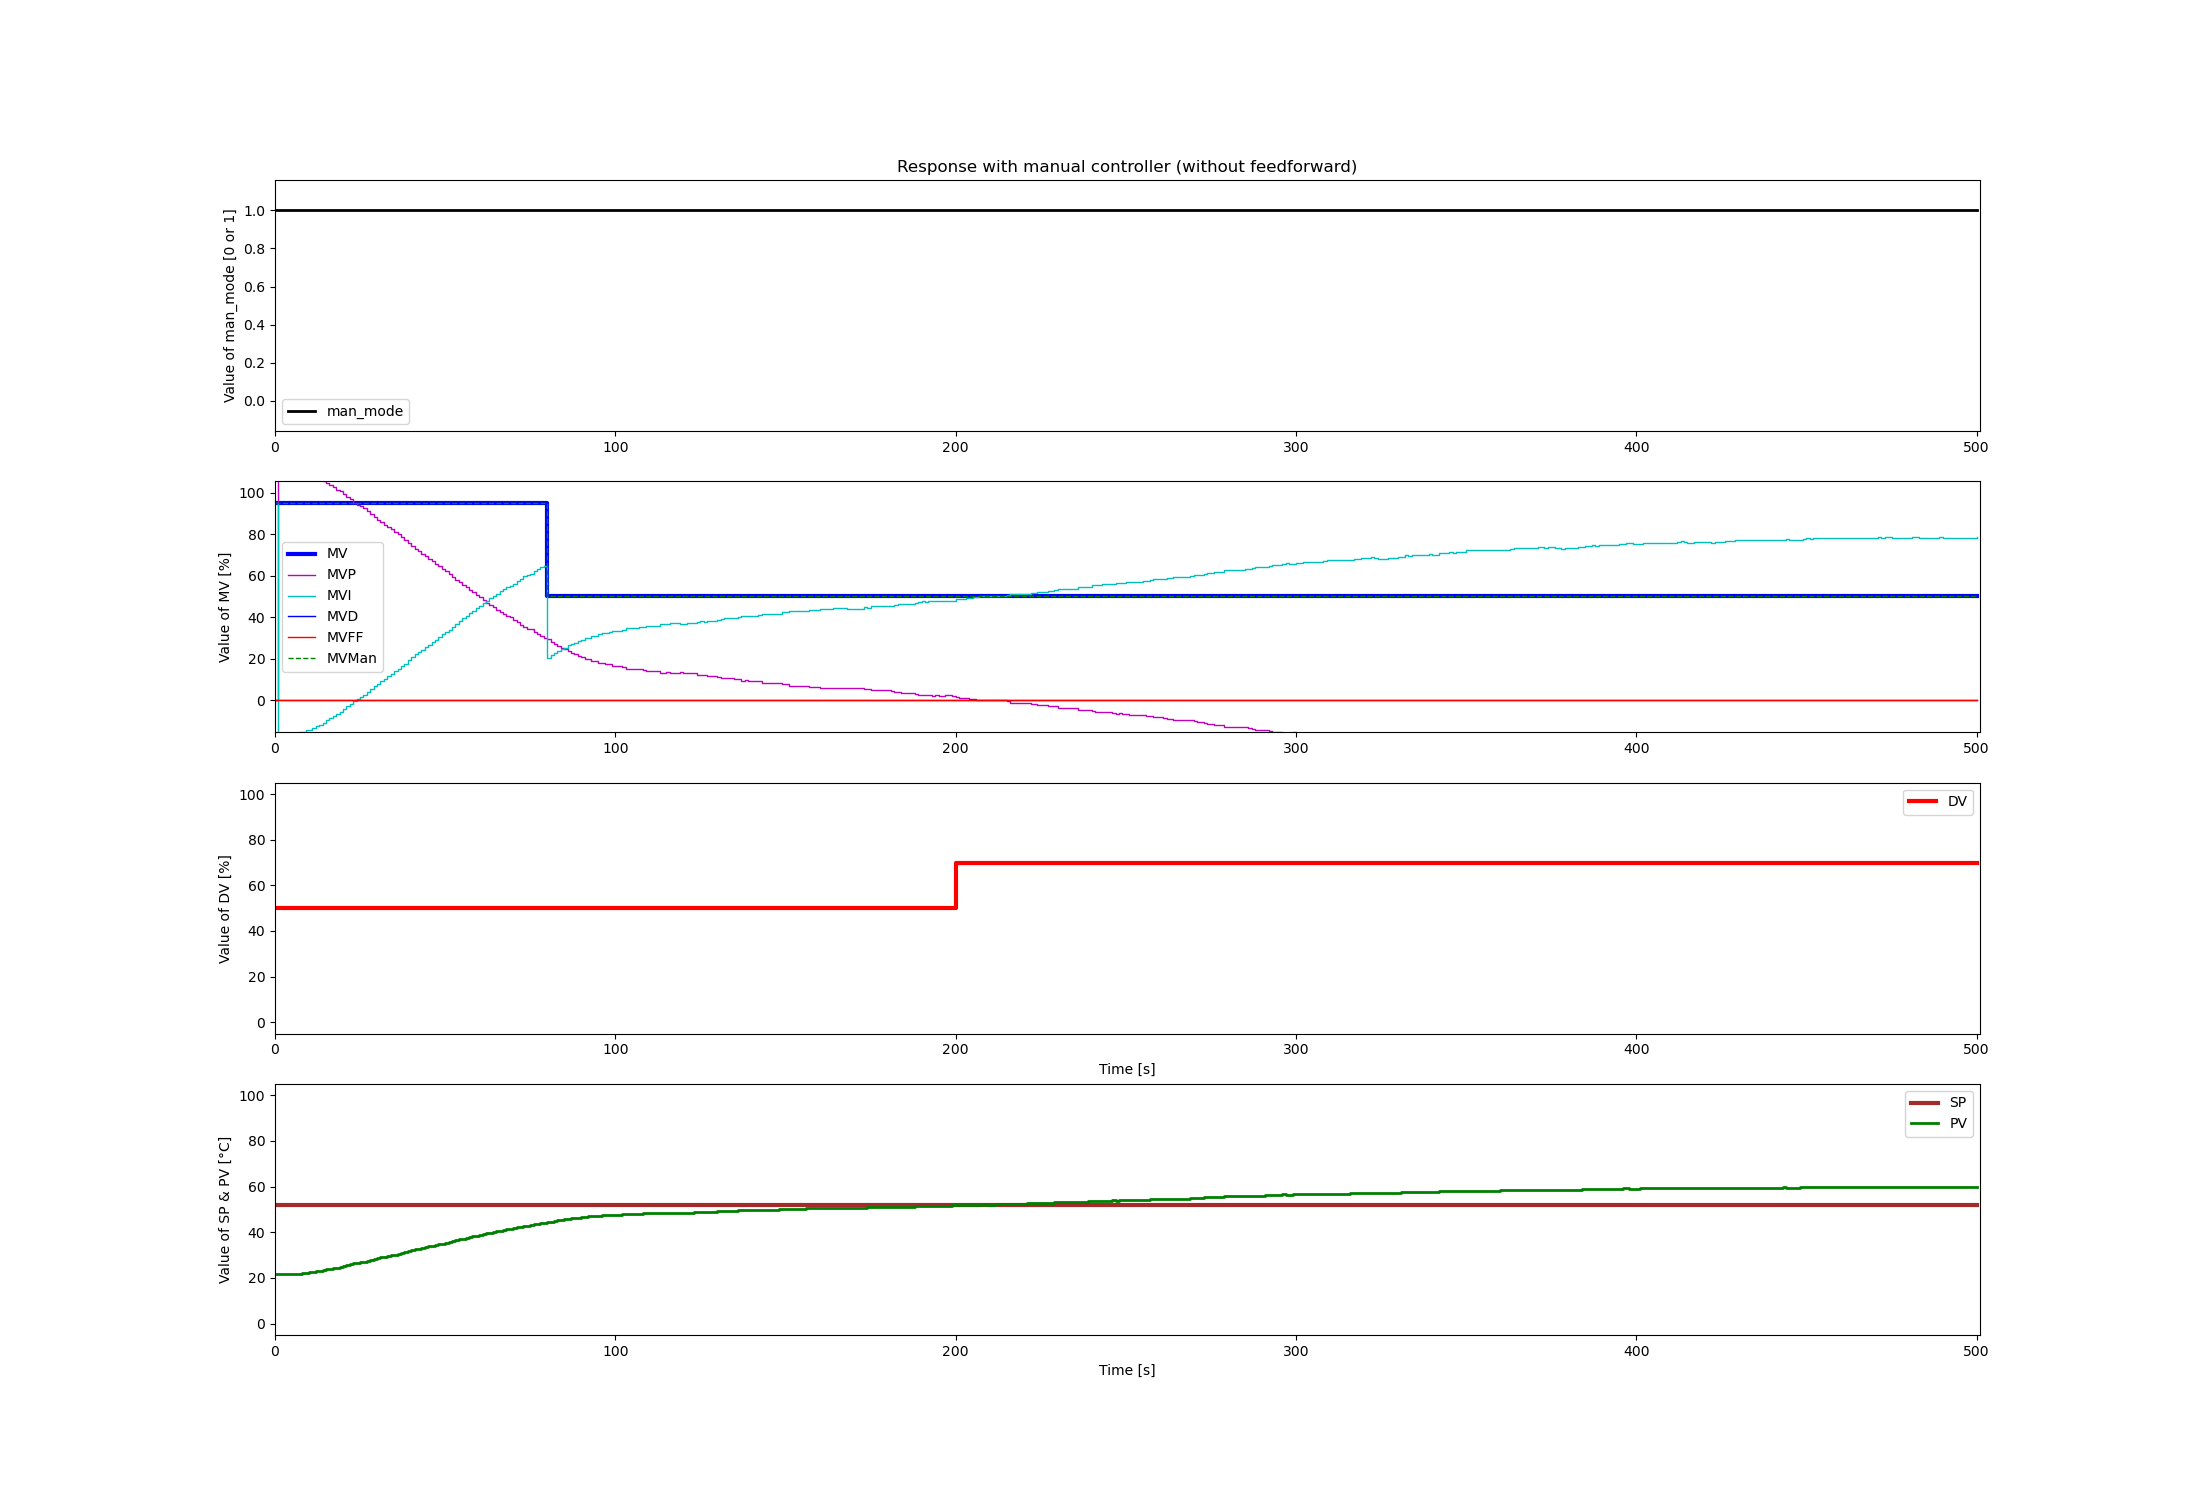 Response with manual controller (without feedforward)
Value of man_mode [0 or 1]
1.0
0.8
0.6
0.4
0.2
0.0
man_mode
0 100 200 300 400 500
Value of MV [%]
100
80
60
40
20
0
MV
MVP
MVI
MVD
MVFF
MVMan
0 100 200 300 400 500
Value of DV [%]
100
80
60
40
20
0
DV
0 100 200 300 400 500
Time [s]
Value of SP & PV [°C]
100
80
60
40
20
0
SP
PV
0 100 200 300 400 500
Time [s]